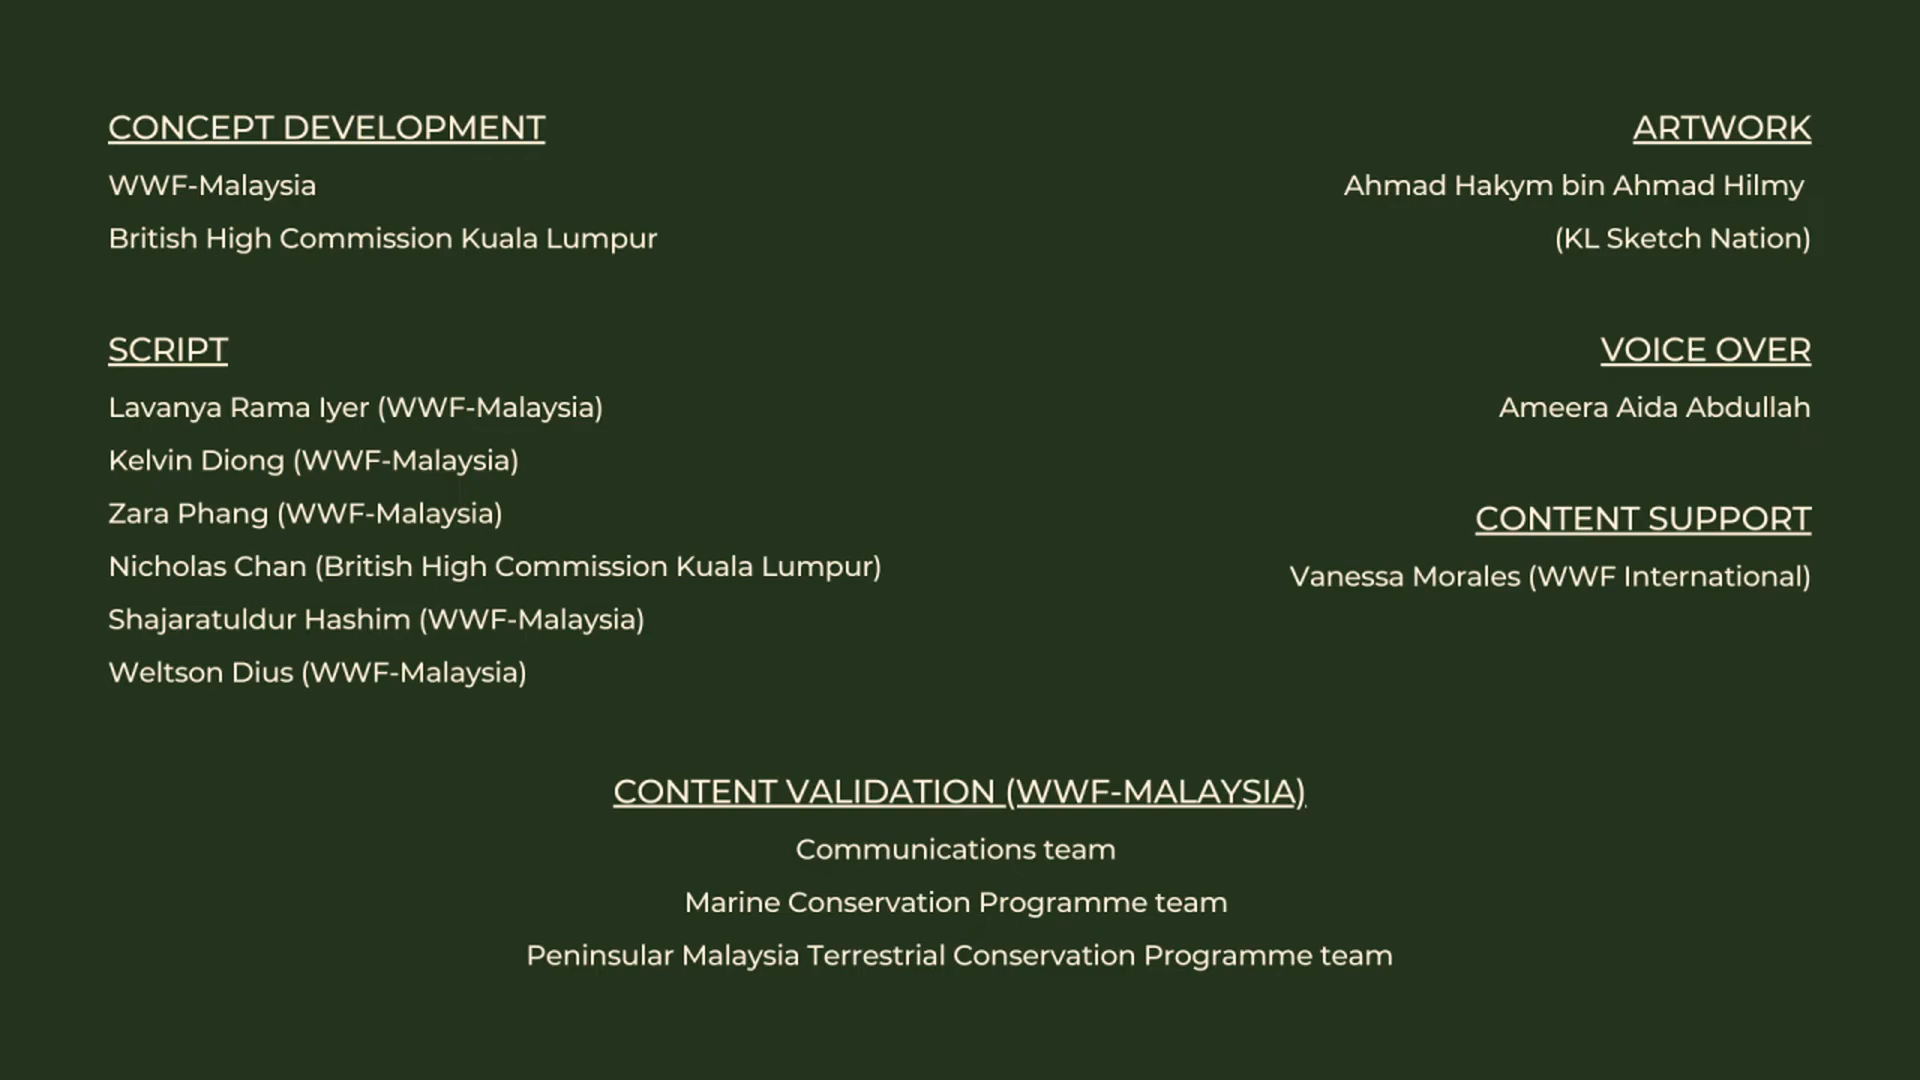 CONCEPT DEVELOPMENT
WWF-Malaysia
British High Commission Kuala Lumpur
SCRIPT
Lavanya Rama Iyer (WWF-Malaysia)
Kelvin Diong (WWF-Malaysia)
Zara Phang (WWF-Malaysia)
Nicholas Chan (British High Commission Kuala Lumpur)
Shajaratuldur Hashim (WWF-Malaysia)
Weltson Dius (WWF-Malaysia)
ARTWORK
Ahmad Hakym bin Ahmad Hilmy
(KL Sketch Nation)
VOICE OVER
Ameera Aida Abdullah
CONTENT SUPPORT
Vanessa Morales (WWF International)
CONTENT VALIDATION (WWF-MALAYSIA)
Communications team
Marine Conservation Programme team
Peninsular Malaysia Terrestrial Conservation Programme team